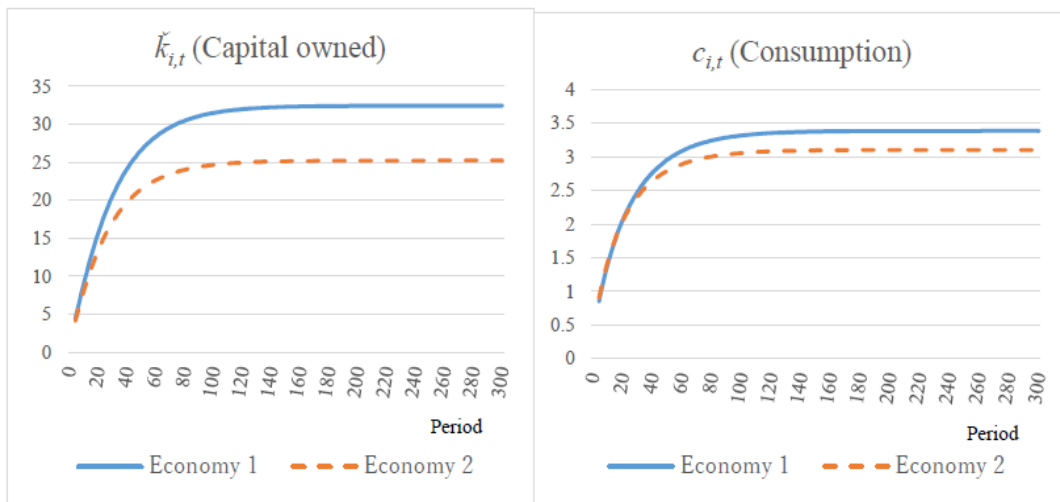 ǩ_{i,t} (Capital owned)
35
30
25
20
15
10
5
0
0 20 40 60 80 100 120 140 160 180 200 220 240 260 280 300
Period
Economy 1 Economy 2
c_{i,t} (Consumption)
4
3.5
3
2.5
2
1.5
1
0.5
0
0 20 40 60 80 100 120 140 160 180 200 220 240 260 280 300
Period
Economy 1 Economy 2